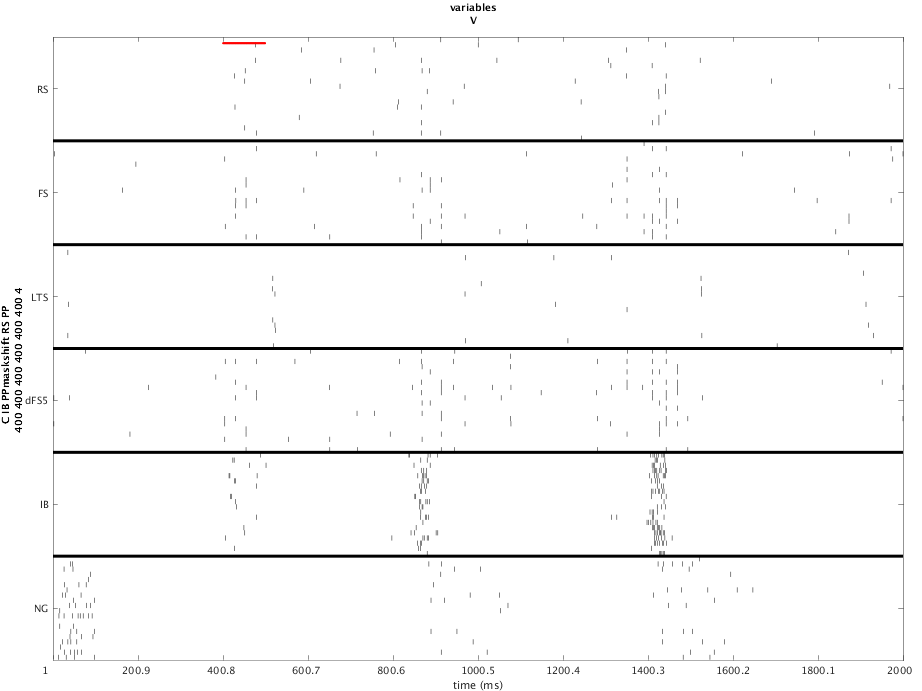 variables
V
RS
FS
LTS
dFS5
IB
NG
C IB PPmaskshift RS PP
400 400 400 400 400 400 4
1
200.9
400.8
600.7
800.6
1000.5
1200.4
1400.3
1600.2
1800.1
2000
time (ms)